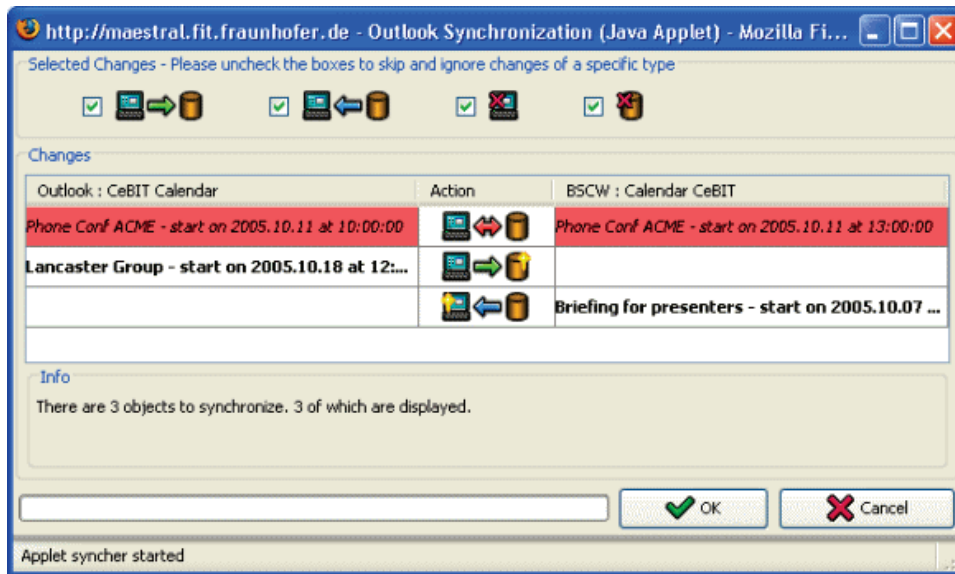 http://maestral.fit.fraunhofer.de - Outlook Synchronization (Java Applet) - Mozilla Fi...
Selected Changes - Please uncheck the boxes to skip and ignore changes of a specific type
Changes
Outlook : CeBIT Calendar Action BSCW : Calendar CeBIT
Phone Conf ACME - start on 2005.10.11 at 10:00:00 Phone Conf ACME - start on 2005.10.11 at 13:00:00
Lancaster Group - start on 2005.10.18 at 12:...
Briefing for presenters - start on 2005.10.07 ...
Info
There are 3 objects to synchronize. 3 of which are displayed.
OK Cancel
Applet syncher started